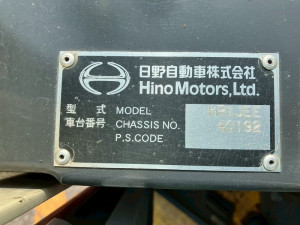 日野自動車株式会社
Hino Motors, Ltd.
型 式 MODEL
車台番号 CHASSIS NO.
P.S.CODE